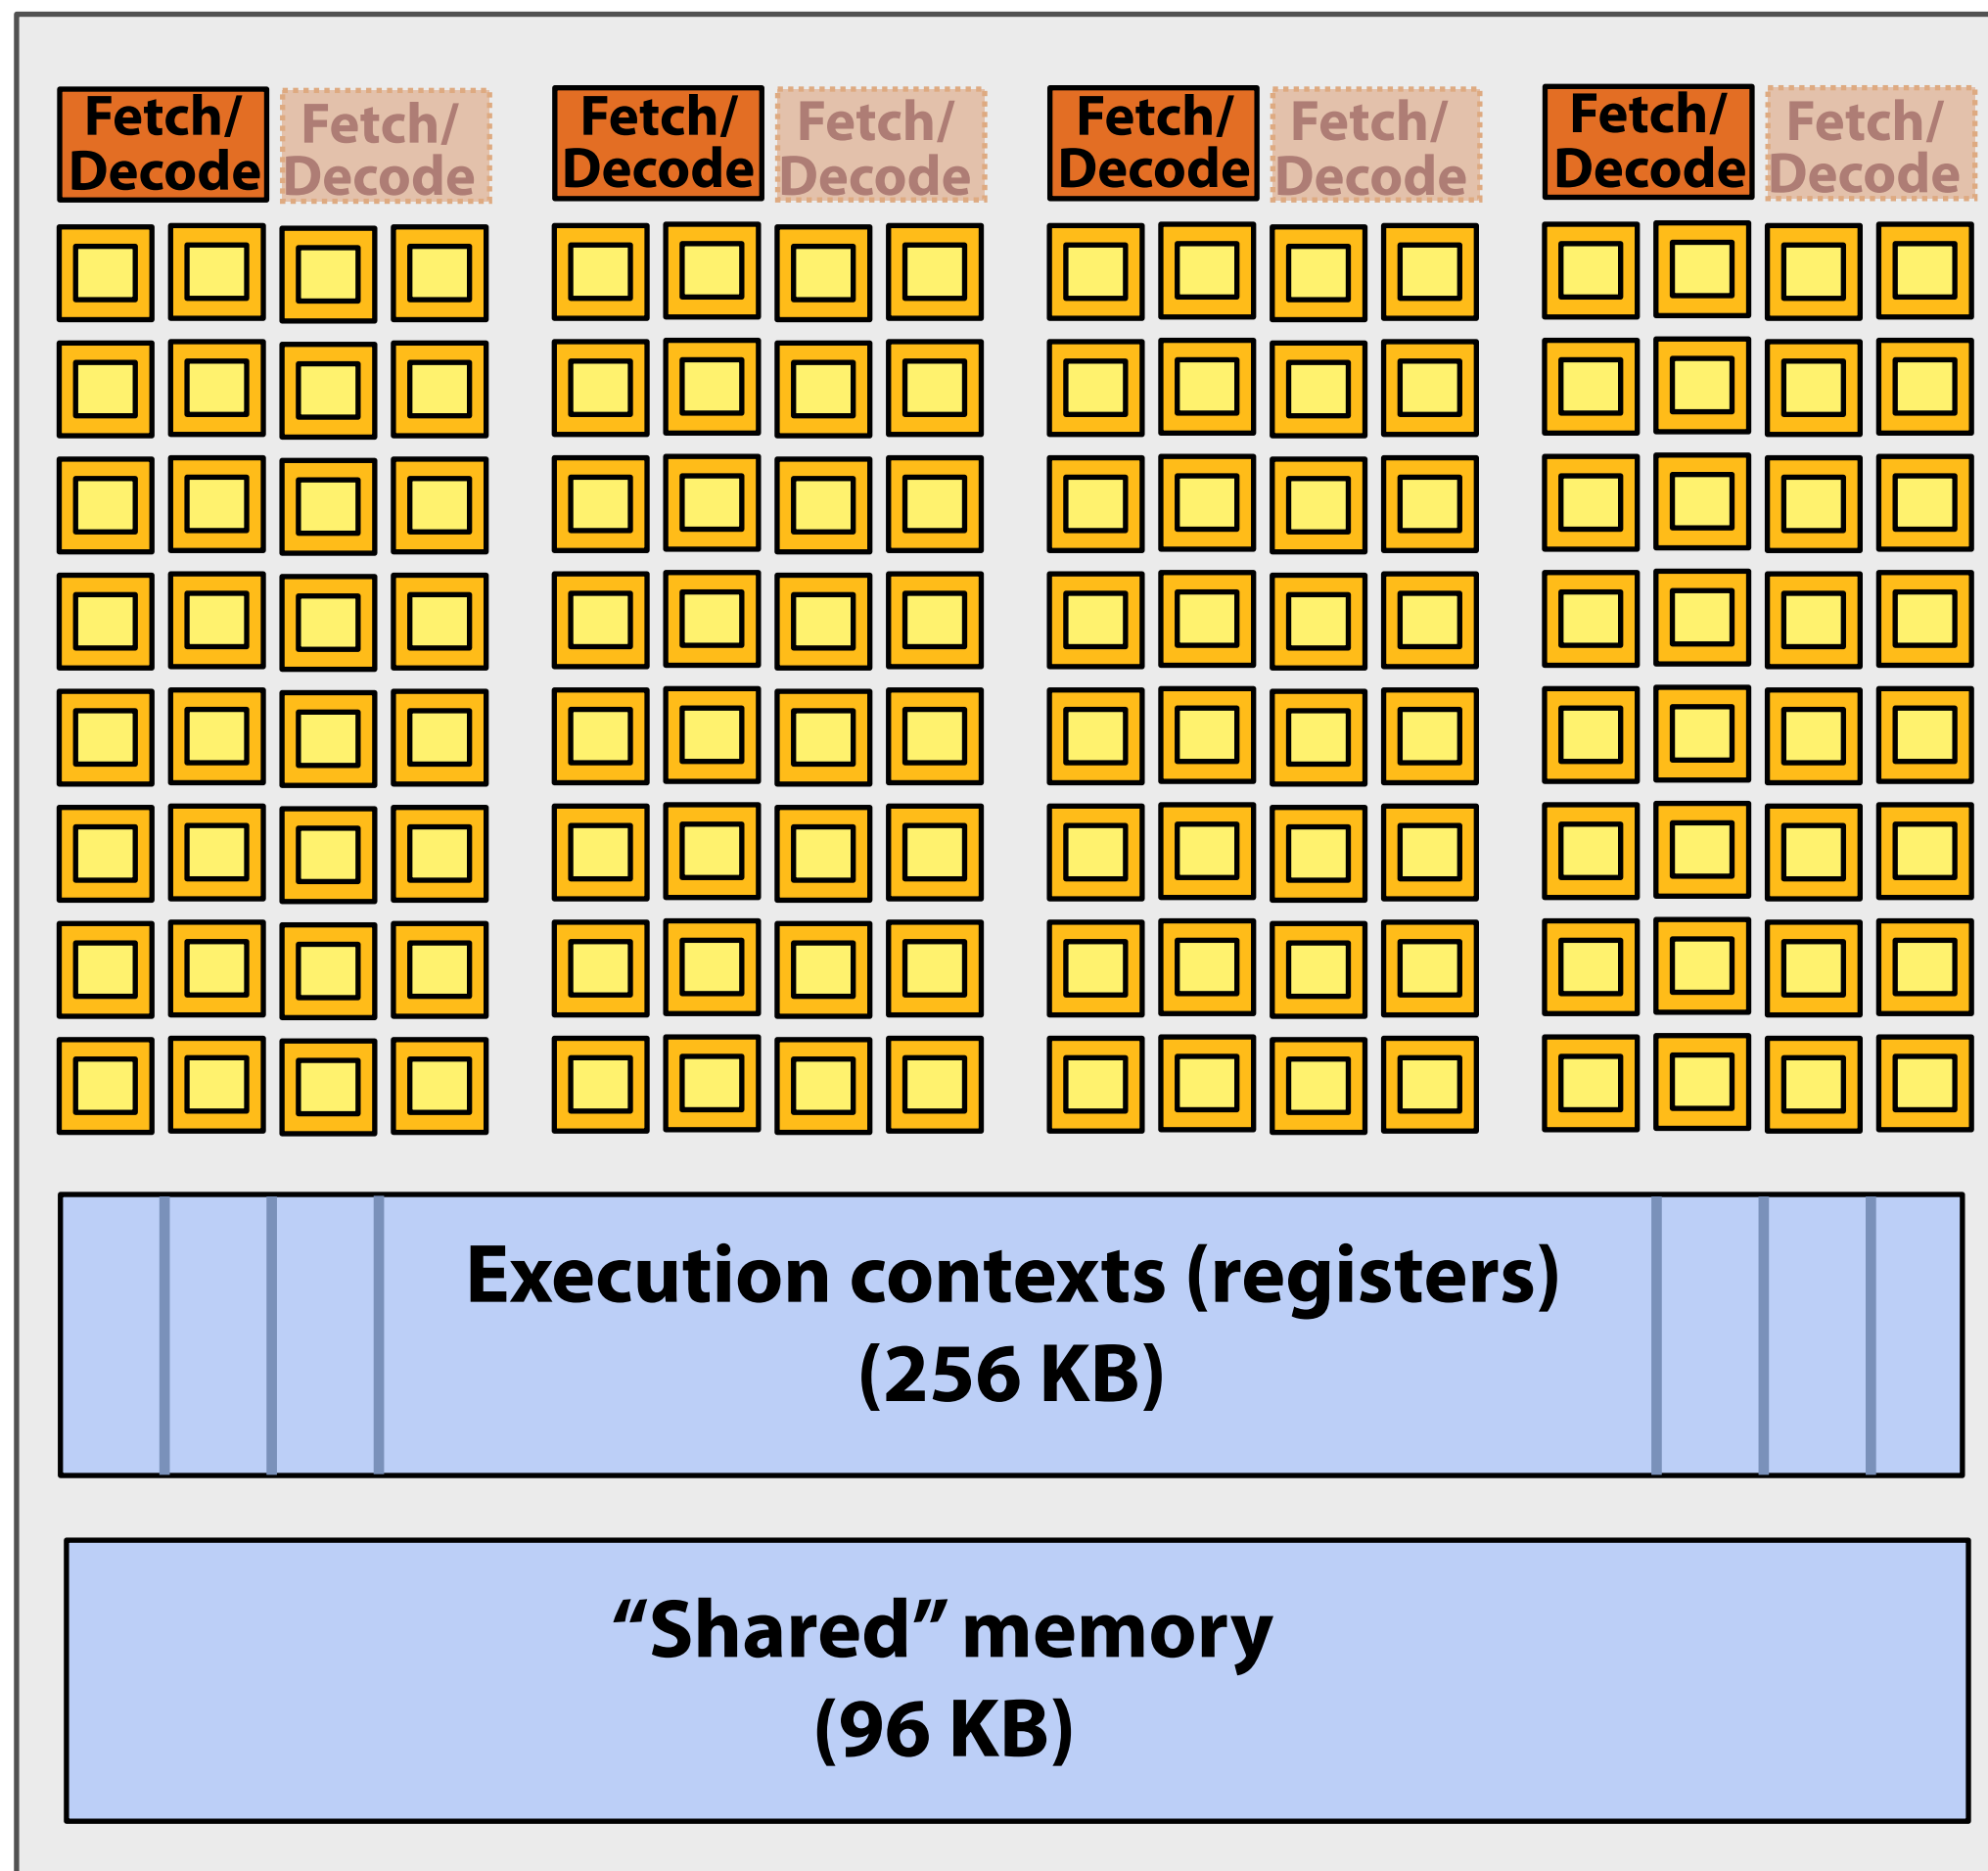 Fetch/
Decode
Fetch/
Decode
Fetch/
Decode
Fetch/
Decode
Fetch/
Decode
Fetch/
Decode
Fetch/
Decode
Fetch/
Decode
Execution contexts (registers)
(256 KB)
“Shared” memory
(96 KB)